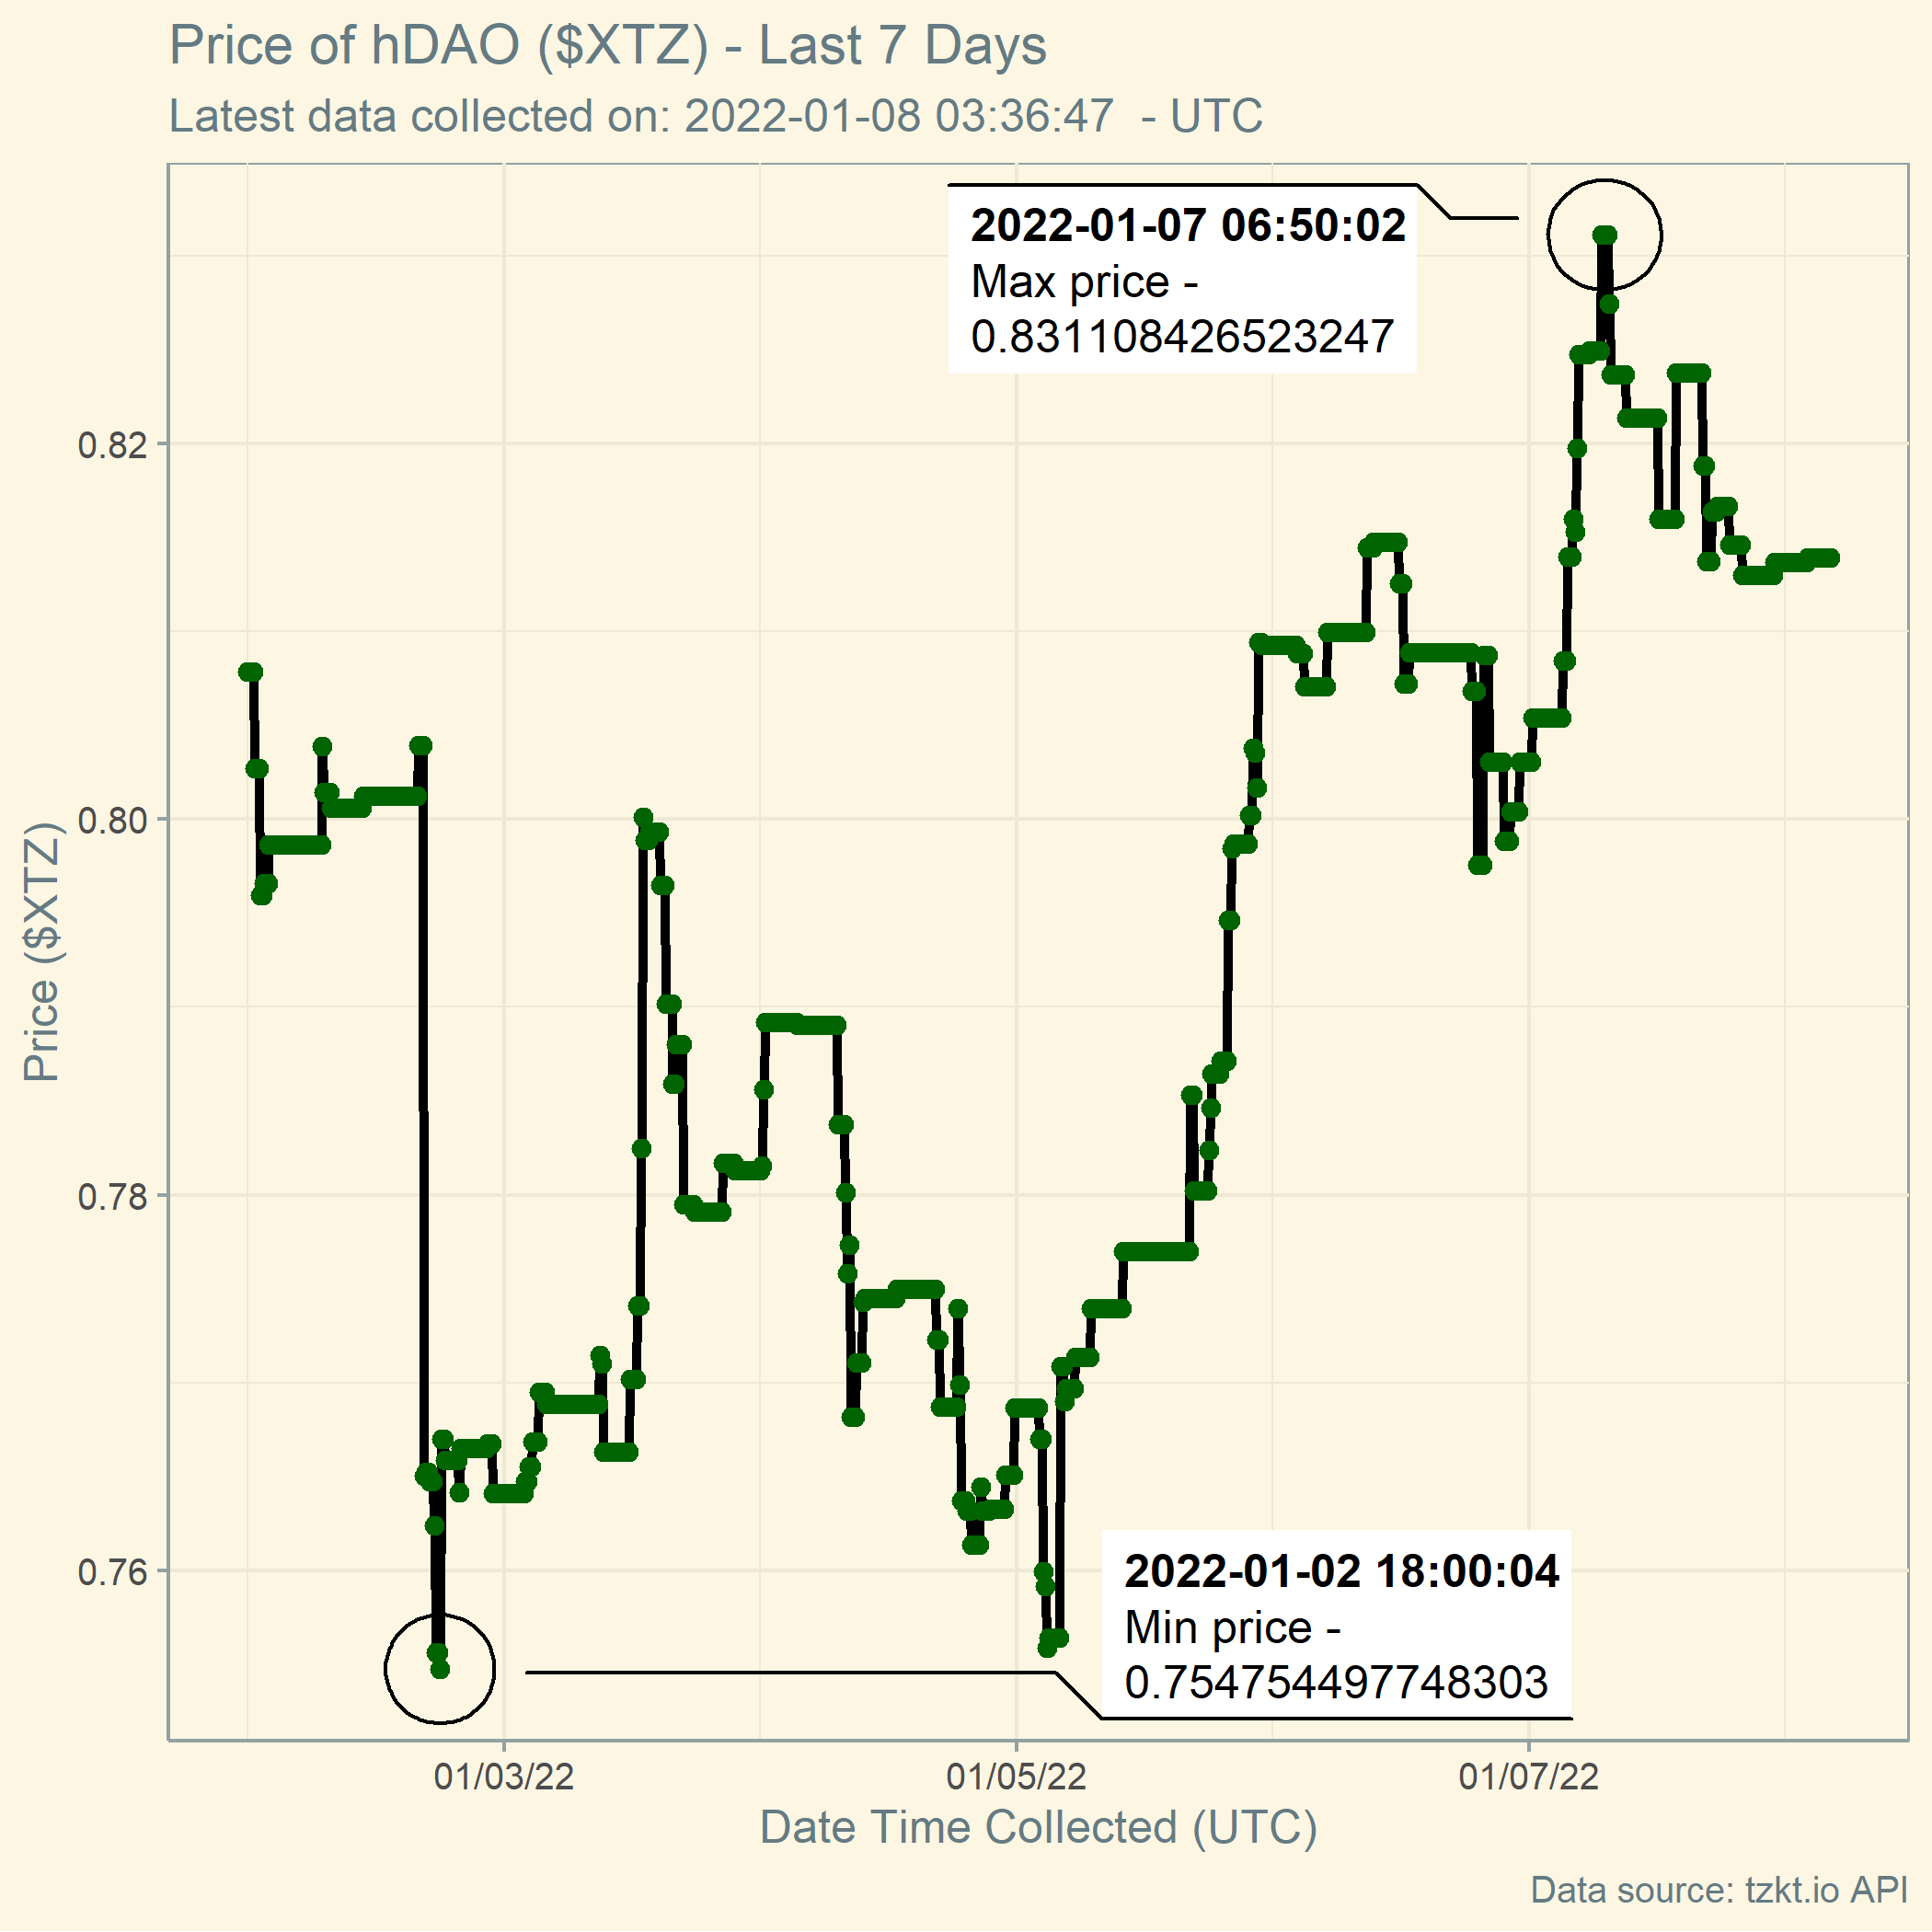 Price of hDAO ($XTZ) - Last 7 Days
Latest data collected on: 2022-01-08 03:36:47  - UTC
2022-01-07 06:50:02
Max price -
0.831108426523247
0.82
0.80
0.78
0.76
Price ($XTZ)
2022-01-02 18:00:04
Min price -
0.754754497748303
01/03/22
01/05/22
01/07/22
Date Time Collected (UTC)
Data source: tzkt.io API